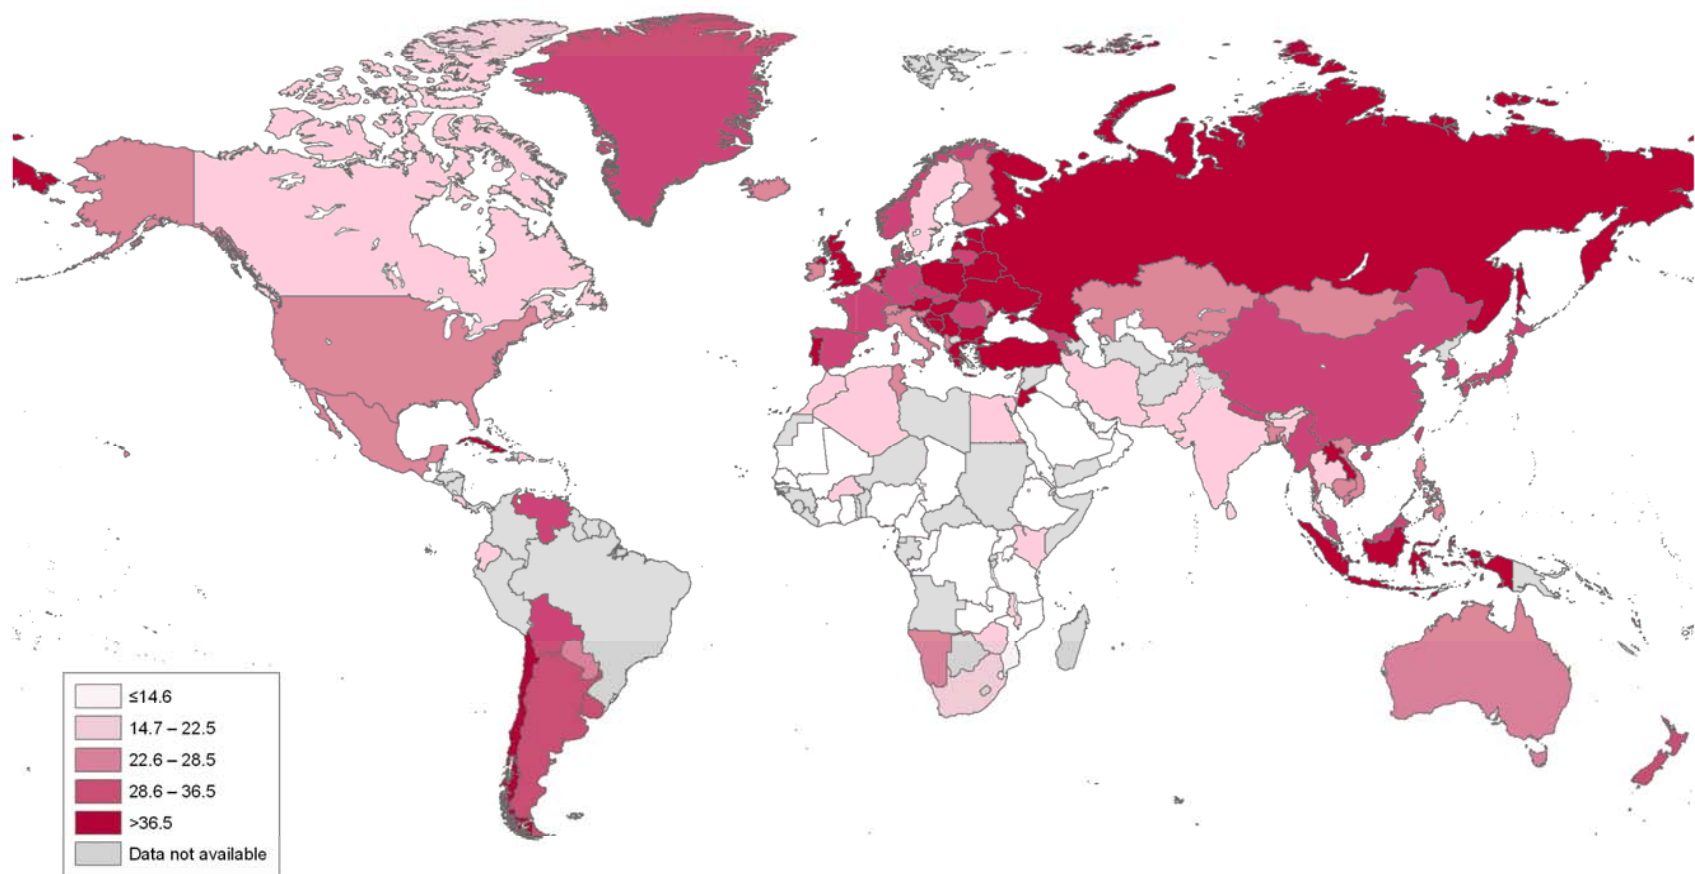 ≤14.6
14.7 – 22.5
22.6 – 28.5
28.6 – 36.5
>36.5
Data not available